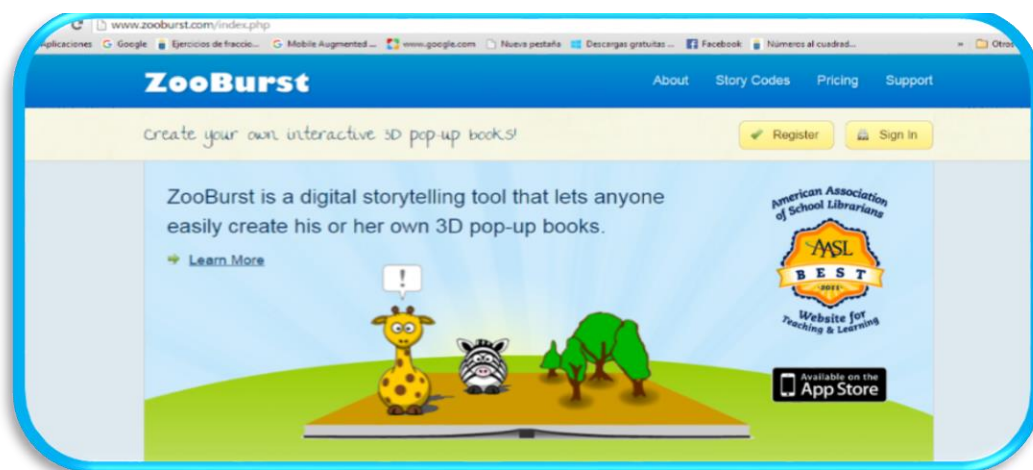 www.zooburst.com/index.php
Aplicaciones Google Ejercicios de fraccio... Mobile Augmented ... www.google.com Nueva pestaña Descargas gratuitas ... Facebook Números al cuadrad... » Otros
ZooBurst About Story Codes Pricing Support
Create your own interactive 3D pop-up books! Register Sign In
ZooBurst is a digital storytelling tool that lets anyone
easily create his or her own 3D pop-up books.
Learn More
!
American Association
of School Librarians
AASL
BEST
2011
Website for
Teaching & Learning
Available on the
App Store